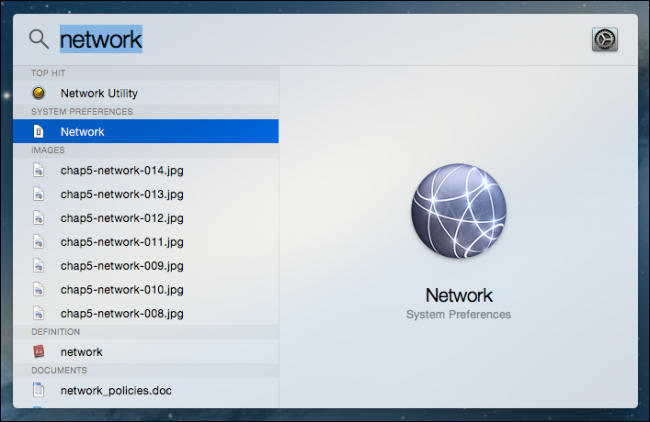 network
TOP HIT
Network Utility
SYSTEM PREFERENCES
Network
IMAGES
chap5-network-014.jpg
chap5-network-013.jpg
chap5-network-012.jpg
chap5-network-011.jpg
chap5-network-009.jpg
chap5-network-010.jpg
chap5-network-008.jpg
DEFINITION
network
DOCUMENTS
network_policies.doc
Network
System Preferences